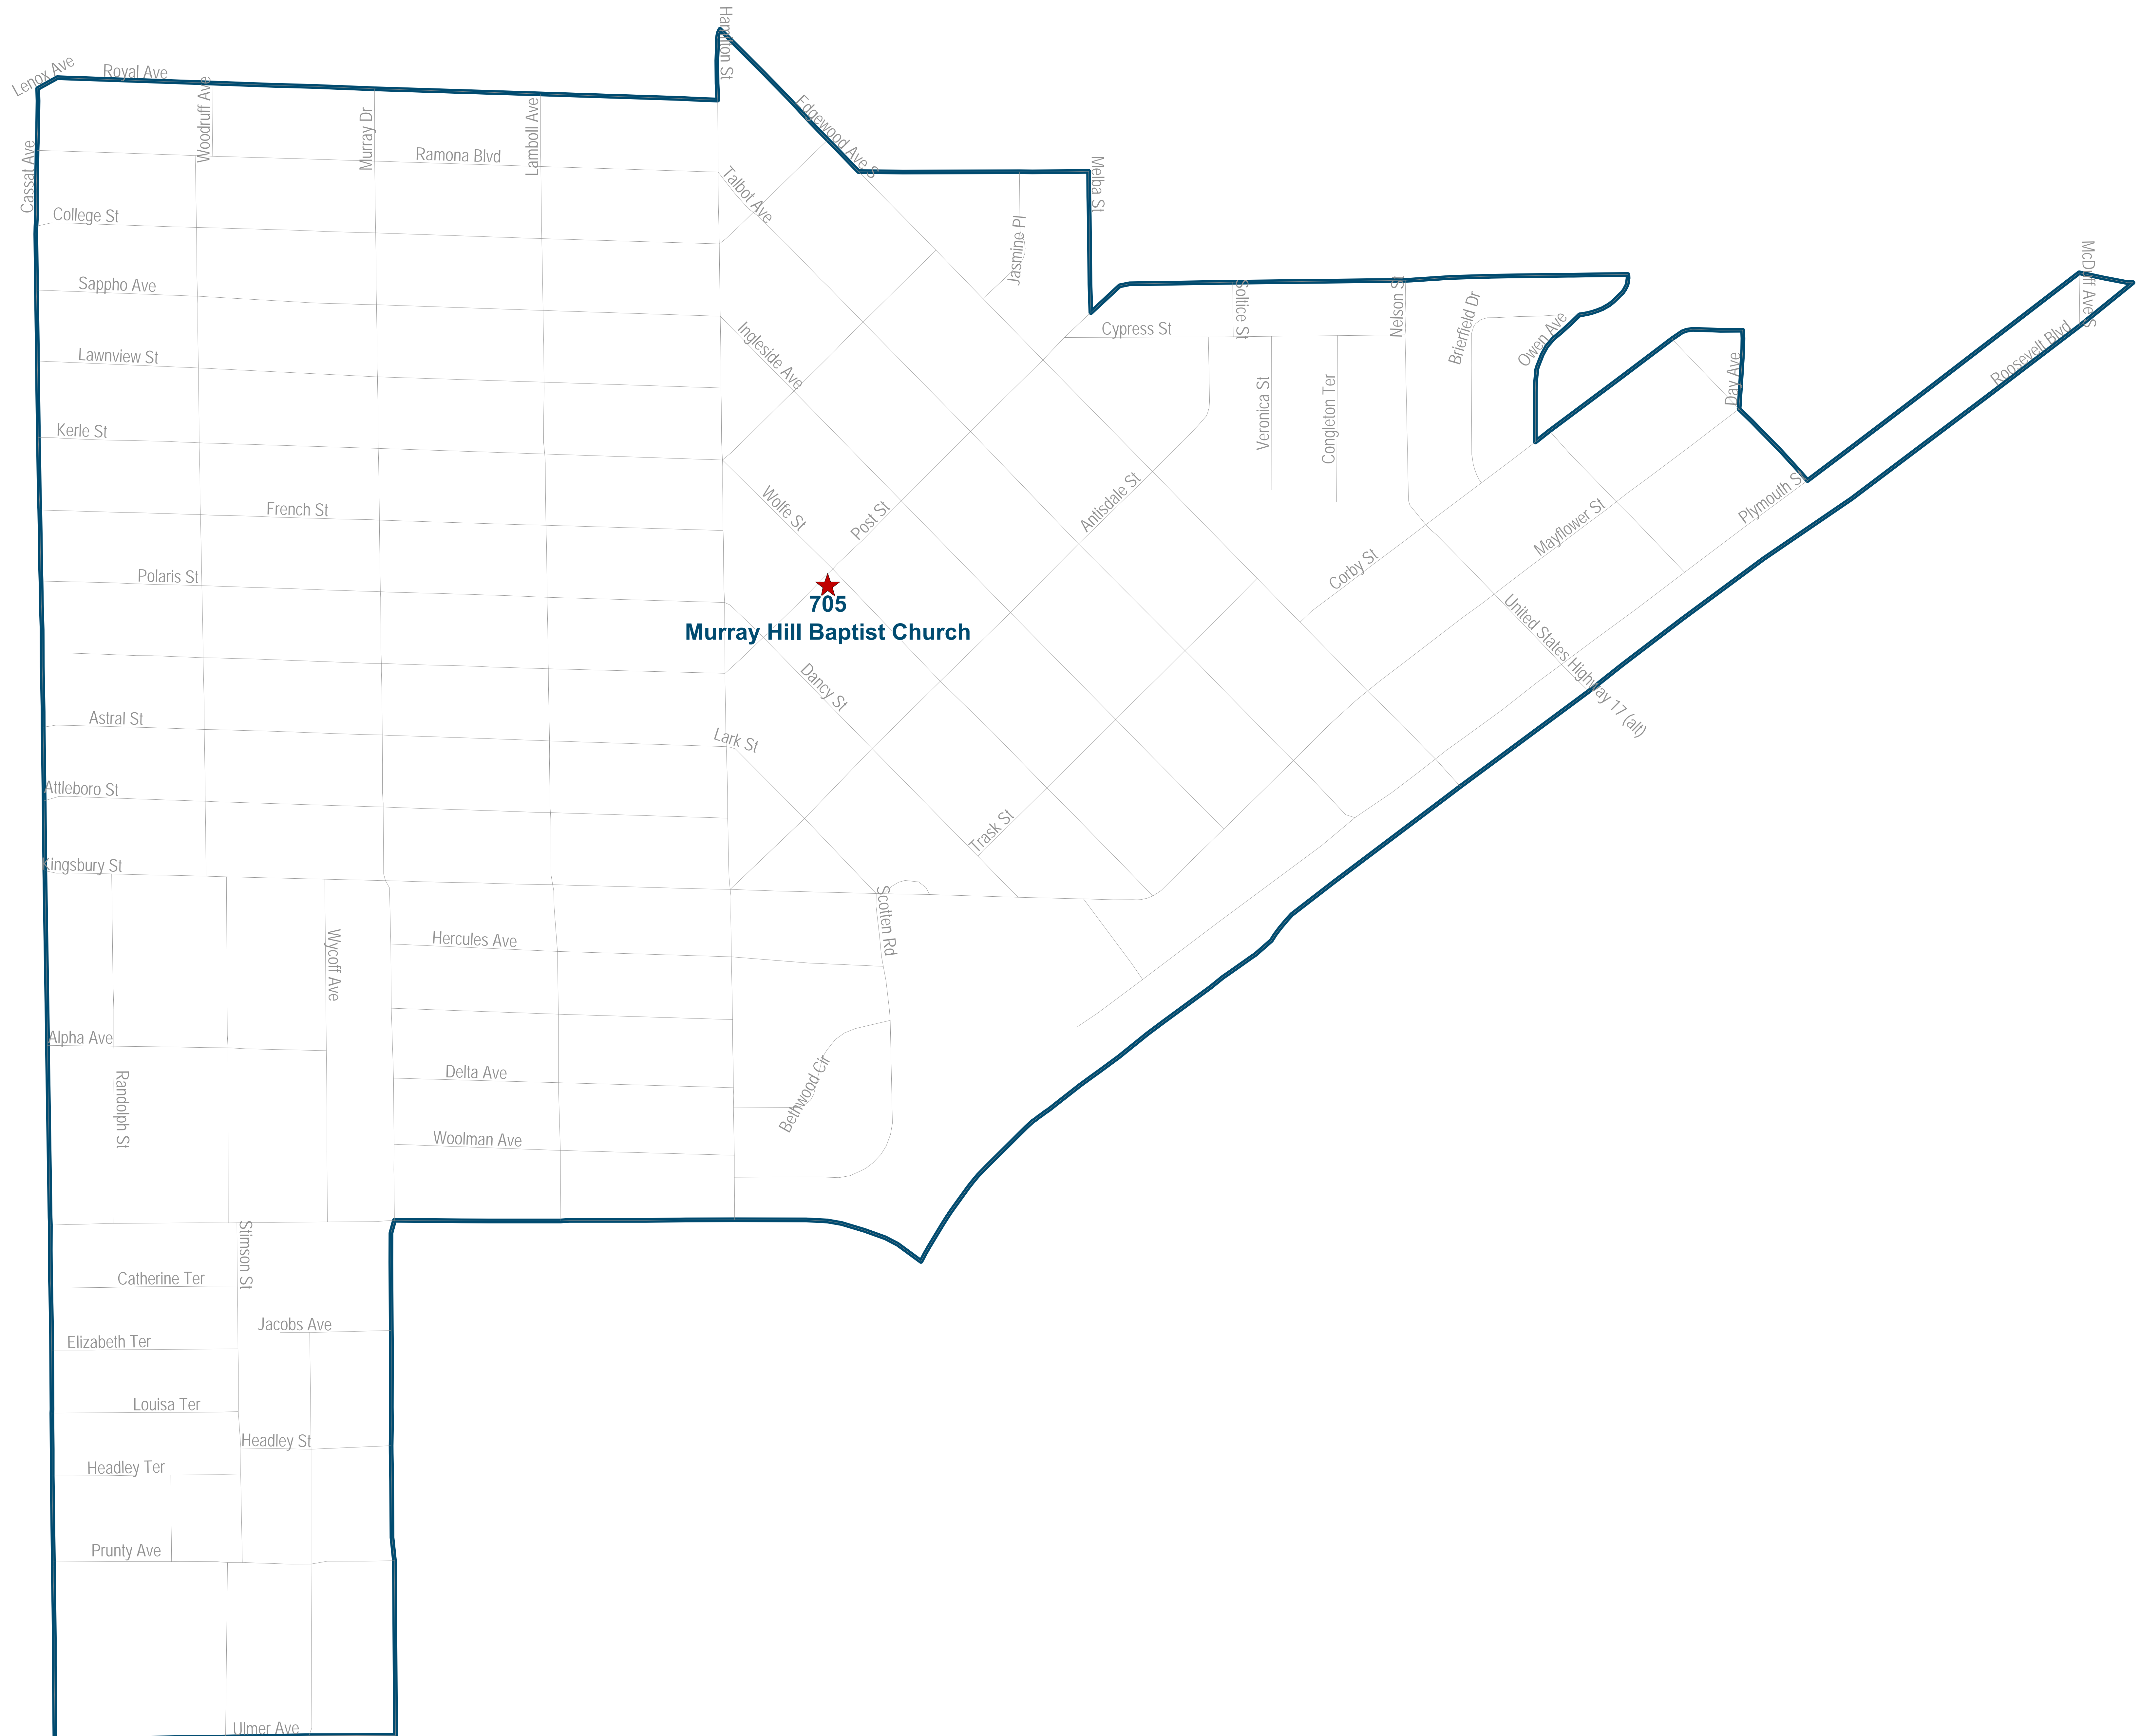 Hamilton St
Lenox Ave
Royal Ave
Woodruff Ave
Murray Dr
Lamboll Ave
Edgewood Ave S
Cassat Ave
Ramona Blvd
Melba St
Talbot Ave
College St
Jasmine Pl
McDuff Ave S
Sappho Ave
Soltice St
Nelson St
Brierfield Dr
Cypress St
Owen Ave
Ingleside Ave
Lawnview St
Veronica St
Congleton Ter
Day Ave
Roosevelt Blvd
Kerle St
French St
Wolfe St
Post St
Antisdale St
Mayflower St
Plymouth S
Polaris St
Corby St
705
Murray Hill Baptist Church
United States Highway 17 (alt)
Dancy St
Astral St
Lark St
Attleboro St
Trask St
Kingsbury St
Scotten Rd
Hercules Ave
Wycoff Ave
Alpha Ave
Randolph St
Delta Ave
Bethwood Cir
Woolman Ave
Stimson St
Catherine Ter
Jacobs Ave
Elizabeth Ter
Louisa Ter
Headley St
Headley Ter
Prunty Ave
Ulmer Ave